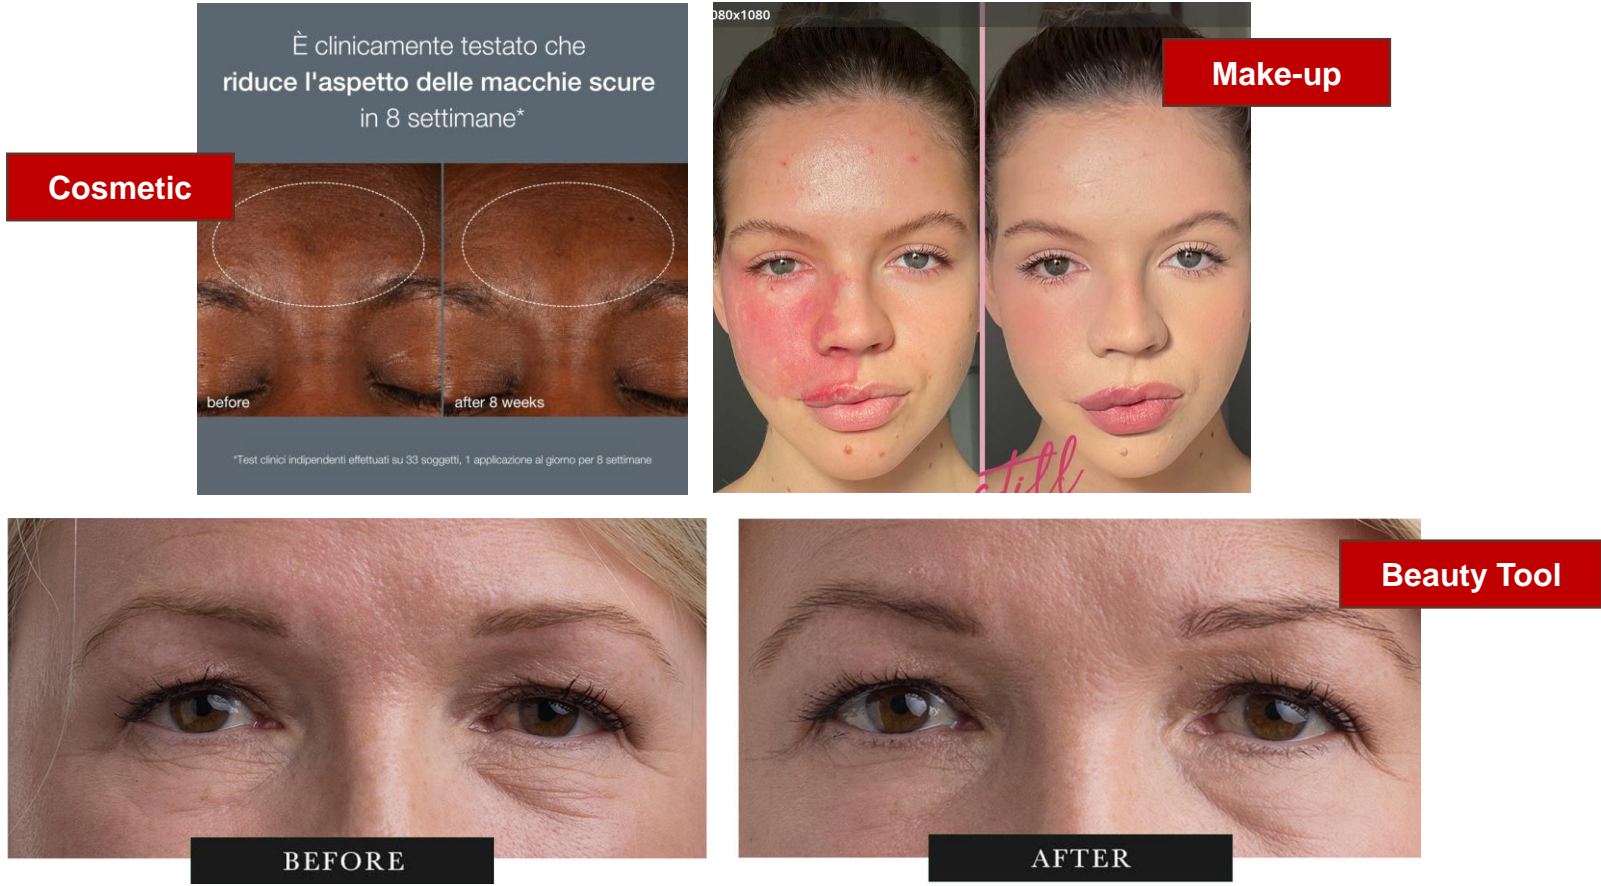 È clinicamente testato che
riduce l'aspetto delle macchie scure
in 8 settimane*
Cosmetic
before
after 8 weeks
*Test clinici indipendenti effettuati su 33 soggetti, 1 applicazione al giorno per 8 settimane
080x1080
Make-up
still
Beauty Tool
BEFORE
AFTER